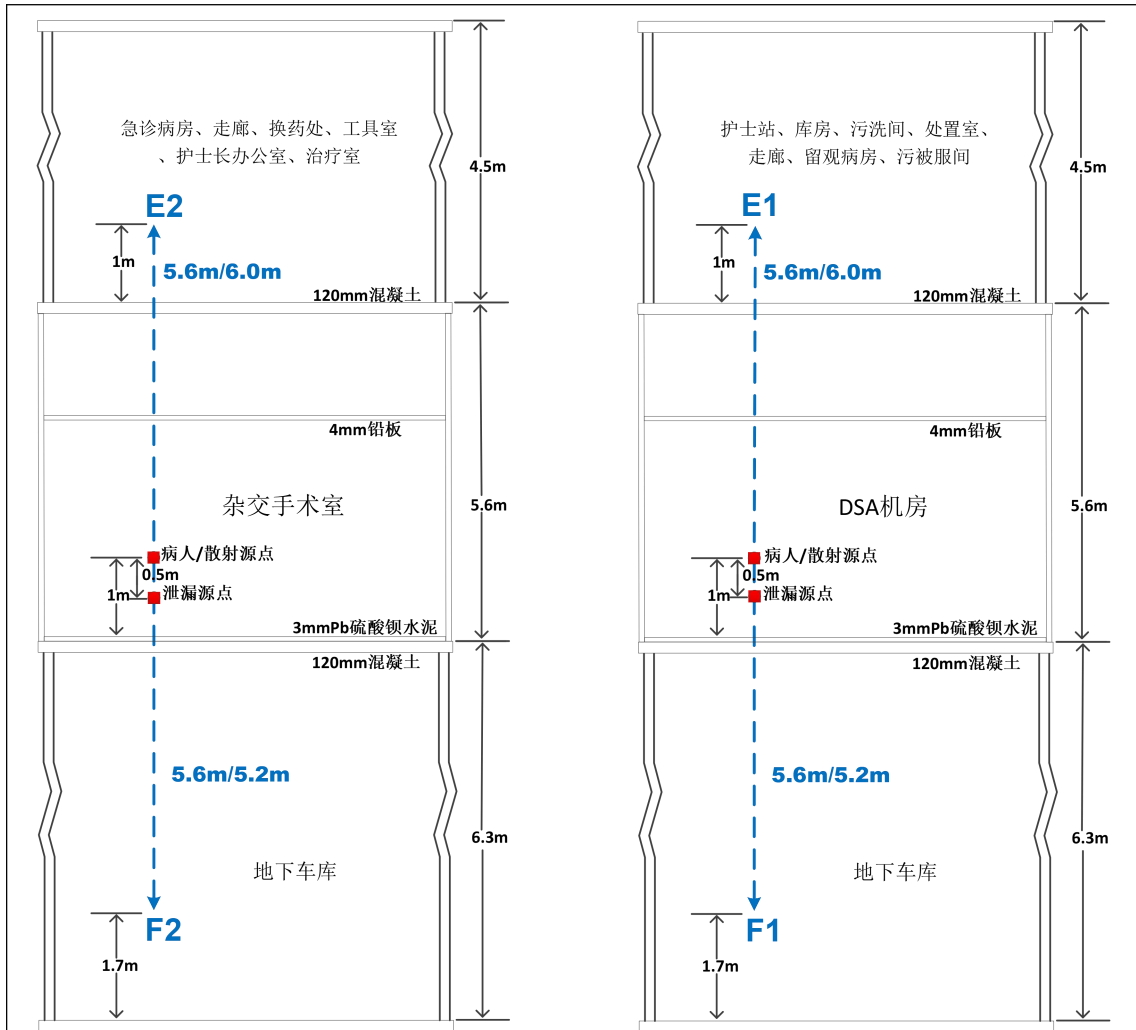 急诊病房、走廊、换药处、工具室
、护士长办公室、治疗室
4.5m
E2
1m
5.6m/6.0m
120mm混凝土
4mm铅板
杂交手术室
5.6m
病人/散射源点
0.5m
1m
泄漏源点
3mmPb硫酸钡水泥
120mm混凝土
5.6m/5.2m
6.3m
地下车库
F2
1.7m
护士站、库房、污洗间、处置室、
走廊、留观病房、污被服间
4.5m
E1
1m
5.6m/6.0m
120mm混凝土
4mm铅板
DSA机房
5.6m
病人/散射源点
0.5m
1m
泄漏源点
3mmPb硫酸钡水泥
120mm混凝土
5.6m/5.2m
6.3m
地下车库
F1
1.7m